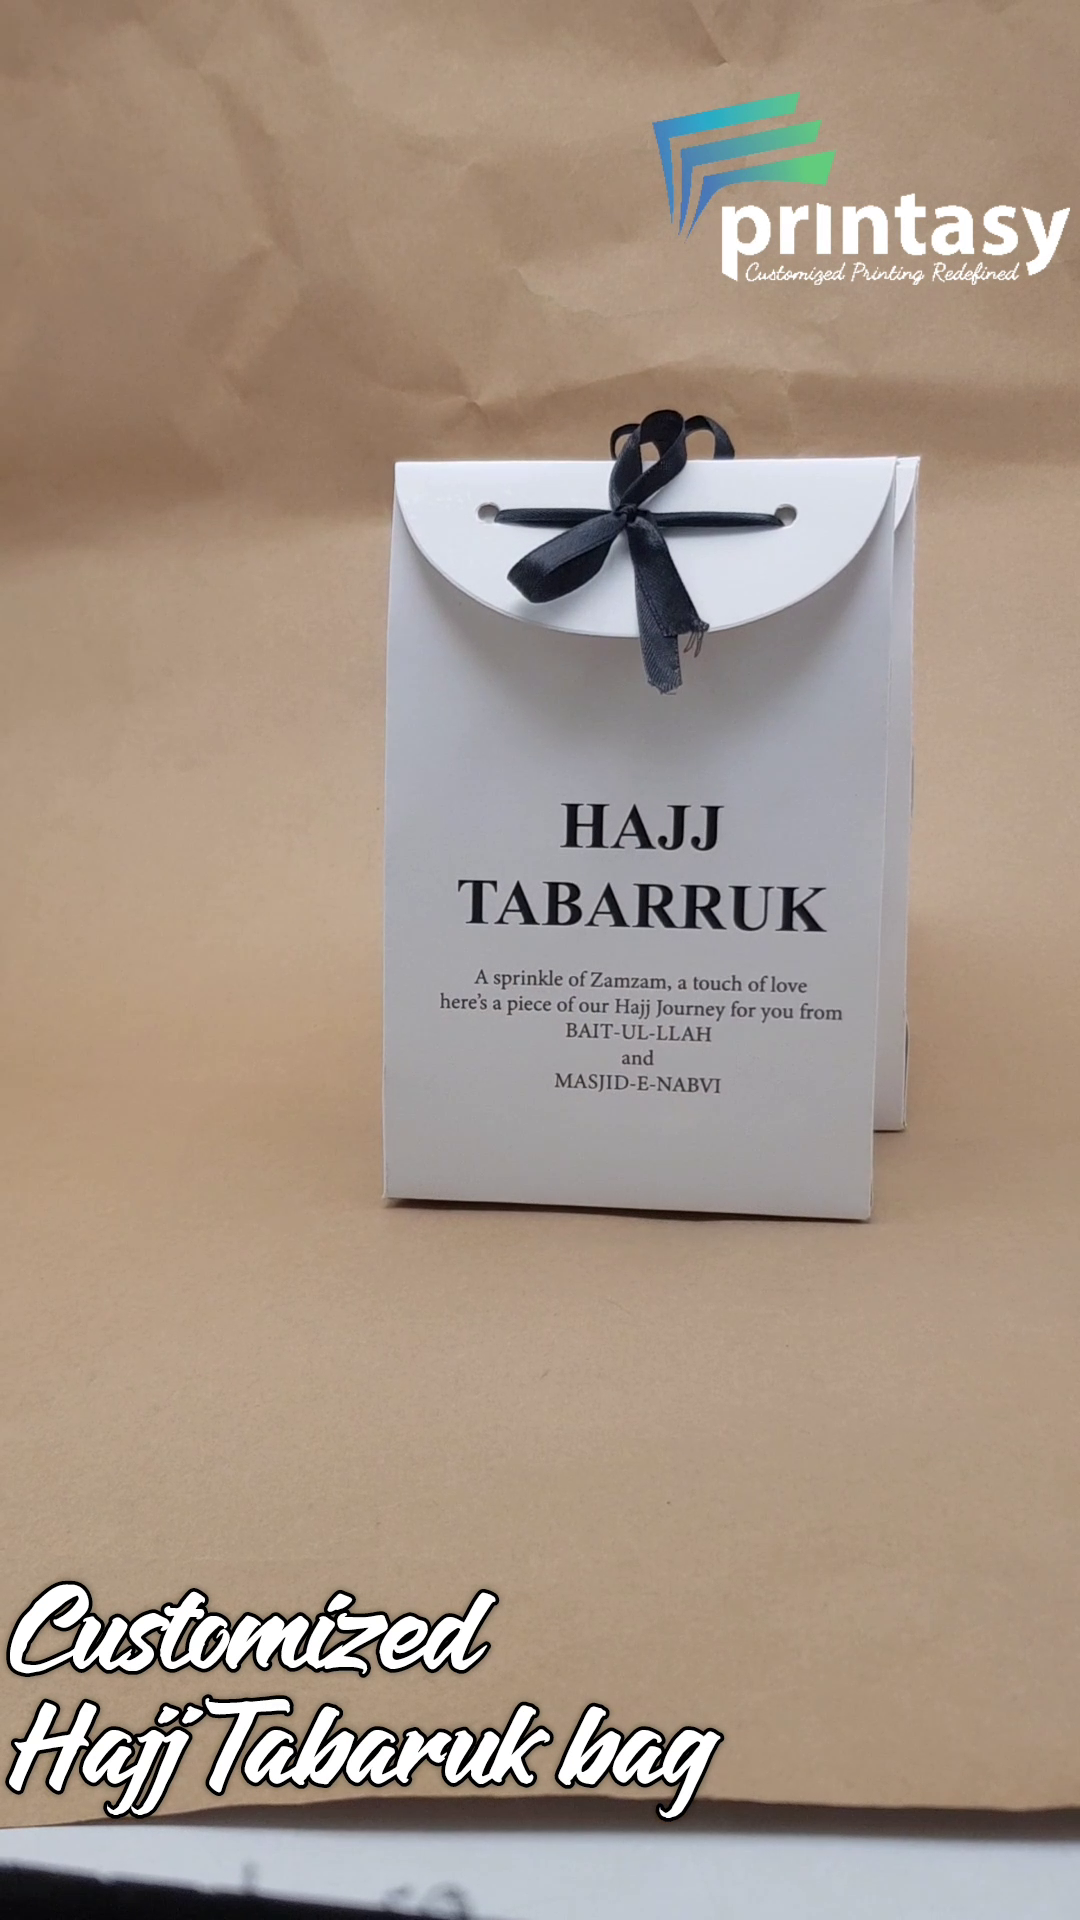 printasy
Customized Printing Redefined
HAJJ
TABARRUK
A sprinkle of Zamzam, a touch of love
here's a piece of our Hajj Journey for you from
BAIT-UL-LLAH
and
MASJID-E-NABVI
Customized
Hajj Tabaruk bag